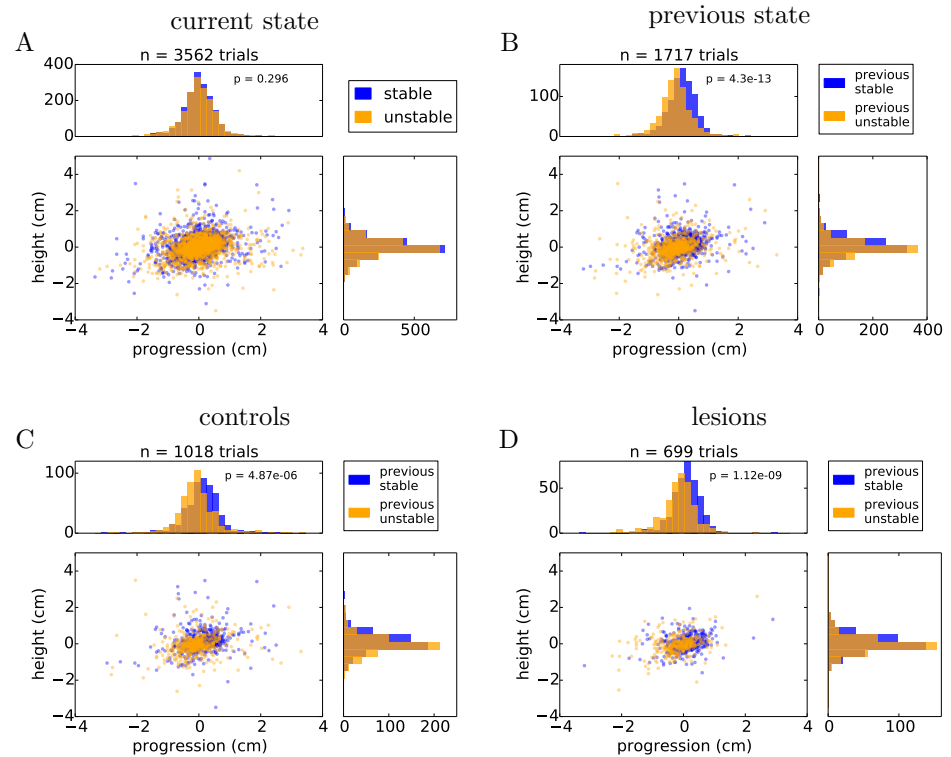 current state
A
n = 3562 trials
p = 0.296
400
200
0
stable
unstable
height (cm)
4
2
0
−2
−4
−4 −2 0 2 4
progression (cm)
0 500
previous state
B
n = 1717 trials
p = 4.3e-13
100
0
previous
stable
previous
unstable
height (cm)
4
2
0
−2
−4
−4 −2 0 2 4
progression (cm)
0 200 400
controls
C
n = 1018 trials
p = 4.87e-06
100
0
previous
stable
previous
unstable
height (cm)
4
2
0
−2
−4
−4 −2 0 2 4
progression (cm)
0 100 200
lesions
D
n = 699 trials
p = 1.12e-09
50
0
previous
stable
previous
unstable
height (cm)
4
2
0
−2
−4
−4 −2 0 2 4
progression (cm)
0 100